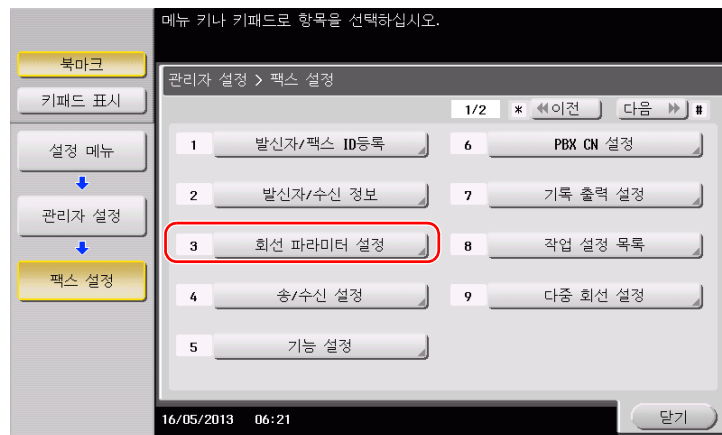 메뉴 키나 키패드로 항목을 선택하십시오.
북마크
키패드 표시
설정 메뉴
관리자 설정
팩스 설정
관리자 설정 > 팩스 설정
1/2 * ≪이전 다음 ≫ #
1 발신자/팩스 ID등록
2 발신자/수신 정보
3 회선 파라미터 설정
4 송/수신 설정
5 기능 설정
6 PBX CN 설정
7 기록 출력 설정
8 작업 설정 목록
9 다중 회선 설정
16/05/2013 06:21
닫기